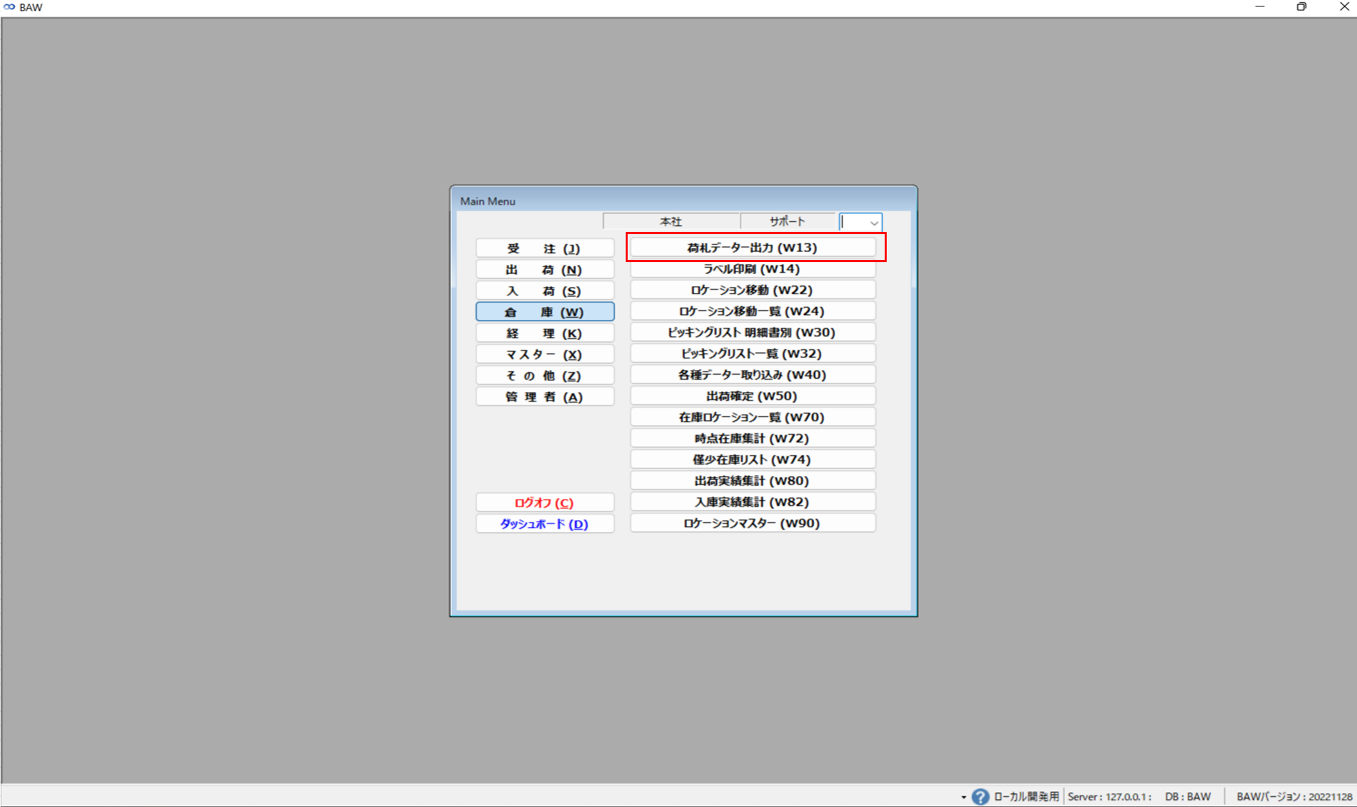 BAW
Main Menu
本社 サポート
受 注 (J)
出 荷 (N)
入 荷 (S)
倉 庫 (W)
経 理 (K)
マスター (X)
そ の 他 (Z)
管 理 者 (A)
ログオフ (C)
ダッシュボード (D)
荷札データー出力 (W13)
ラベル印刷 (W14)
ロケーション移動 (W22)
ロケーション移動一覧 (W24)
ピッキングリスト 明細書別 (W30)
ピッキングリスト一覧 (W32)
各種データー取り込み (W40)
出荷確定 (W50)
在庫ロケーション一覧 (W70)
時点在庫集計 (W72)
僅少在庫リスト (W74)
出荷実績集計 (W80)
入庫実績集計 (W82)
ロケーションマスター (W90)
? ローカル開発用 Server : 127.0.0.1 : DB : BAW BAWバージョン : 20221128